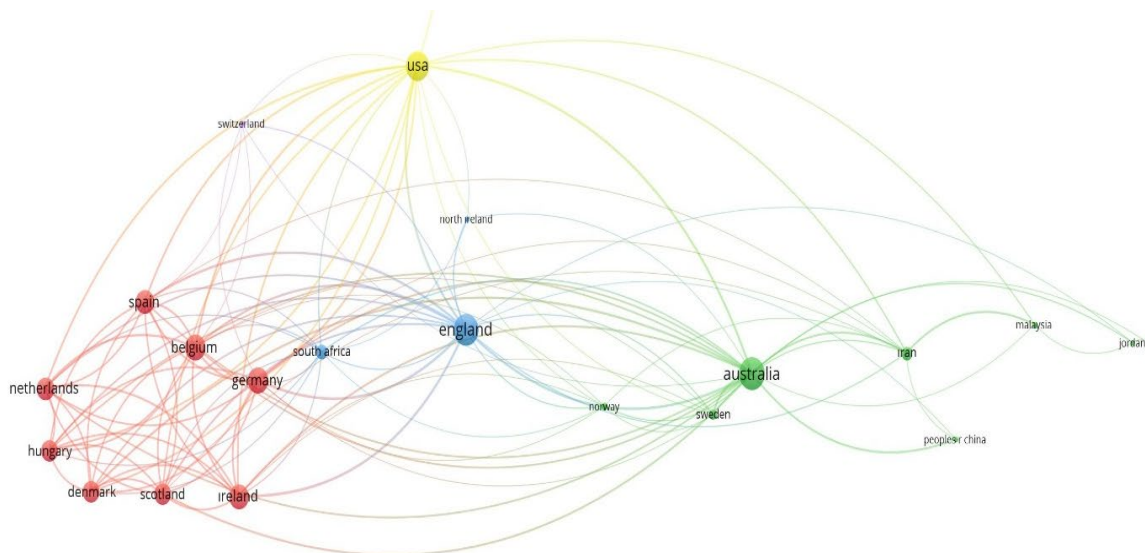 usa
switzerland
north ireland
spain
england
belgium
south africa
malaysia
jordan
iran
germany
australia
netherlands
norway
sweden
peoples r china
hungary
denmark
scotland
ireland